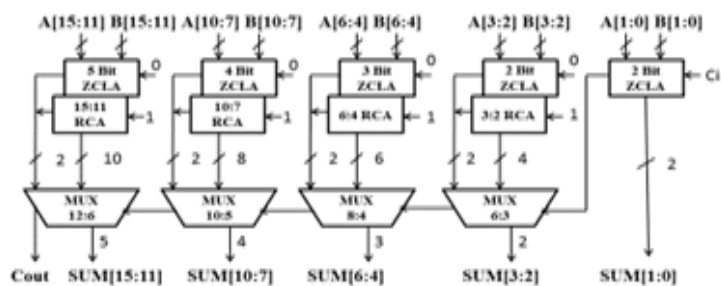 A[15:11] B[15:11] A[10:7] B[10:7] A[6:4] B[6:4] A[3:2] B[3:2] A[1:0] B[1:0]
5 Bit ZCLA 0 4 Bit ZCLA 0 3 Bit ZCLA 0 2 Bit ZCLA 0 2 Bit ZCLA Ci
15:11 RCA 1 10:7 RCA 1 6:4 RCA 1 3:2 RCA 1
2 10 2 8 2 6 2 4 2
MUX 12:6 MUX 10:5 MUX 8:4 MUX 6:3
5 4 3 2
Cout SUM[15:11] SUM[10:7] SUM[6:4] SUM[3:2] SUM[1:0]